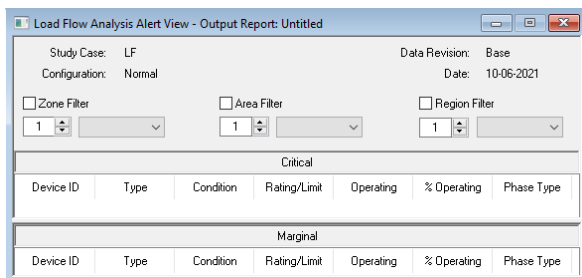 Load Flow Analysis Alert View - Output Report: Untitled
Study Case: LF Data Revision: Base
Configuration: Normal Date: 10-06-2021
Zone Filter Area Filter Region Filter
1 1 1
Critical
Device ID Type Condition Rating/Limit Operating % Operating Phase Type
Marginal
Device ID Type Condition Rating/Limit Operating % Operating Phase Type